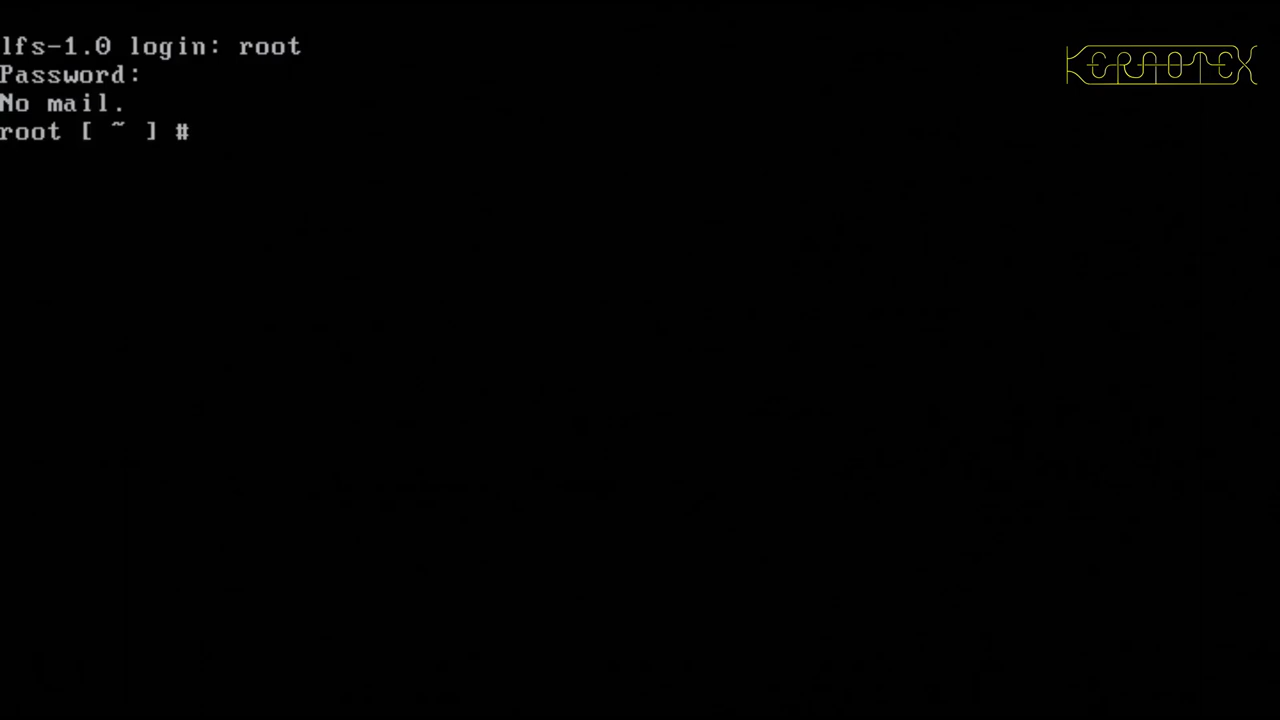 lfs-1.0 login: root
Password:
No mail.
root [ ~ ] #
KERNOTEX